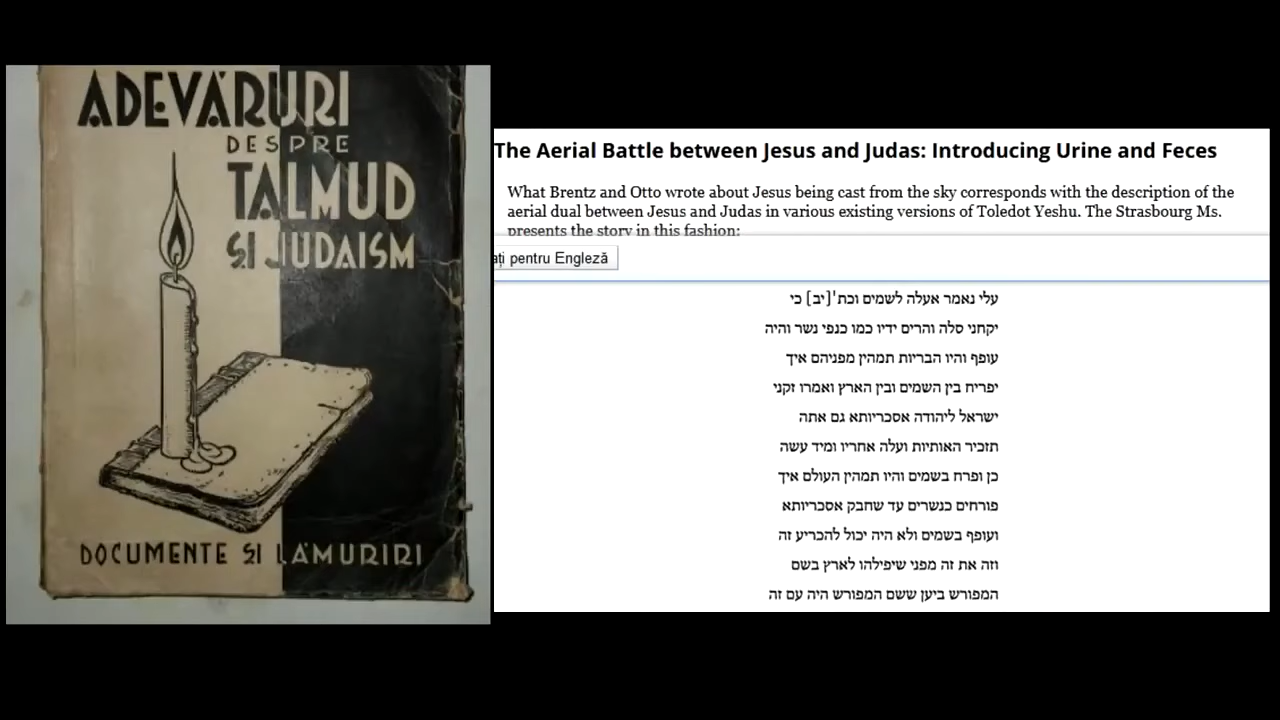 ADEVĂRURI
DESPRE
TALMUD
ȘI JUDAISM
DOCUMENTE ȘI LĂMURIRI
The Aerial Battle between Jesus and Judas: Introducing Urine and Feces
What Brentz and Otto wrote about Jesus being cast from the sky corresponds with the description of the
aerial dual between Jesus and Judas in various existing versions of Toledot Yeshu. The Strasbourg Ms.
presents the story in this fashion:
ați pentru Engleză
עלי נאמר אעלה לשמים וכת'[יב] כי
יקחני סלה והרים ידיו כמו כנפי נשר והיה
עופף והיו הבריות תמהין מפניהם איך
יפריח בין השמים ובין הארץ ואמרו זקני
ישראל ליהודה אסכריותא גם אתה
תזכיר האותיות ועלה אחריו ומיד עשה
כן ופרח בשמים והיו תמהין העולם איך
פורחים כנשרים עד שחבק אסכריותא
ועופף בשמים ולא היה יכול להכריע זה
וזה את זה מפני שיפילהו לארץ בשם
המפורש ביען ששם המפורש היה עם זה